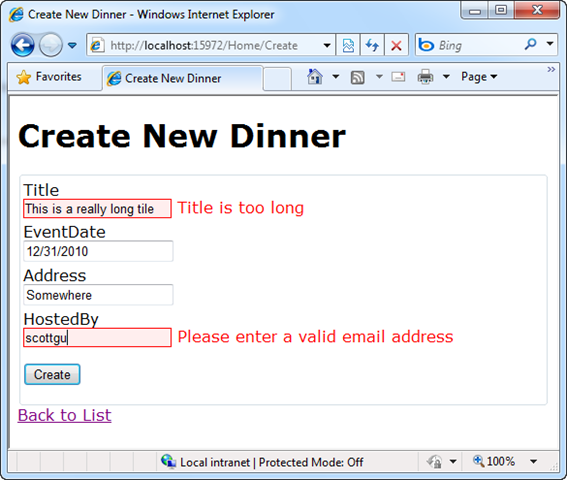 Create New Dinner - Windows Internet Explorer
http://localhost:15972/Home/Create
Bing
Favorites
Create New Dinner
Page
Create New Dinner
Title
This is a really long tile Title is too long
EventDate
12/31/2010
Address
Somewhere
HostedBy
scottgu Please enter a valid email address
Create
Back to List
Local intranet | Protected Mode: Off
100%